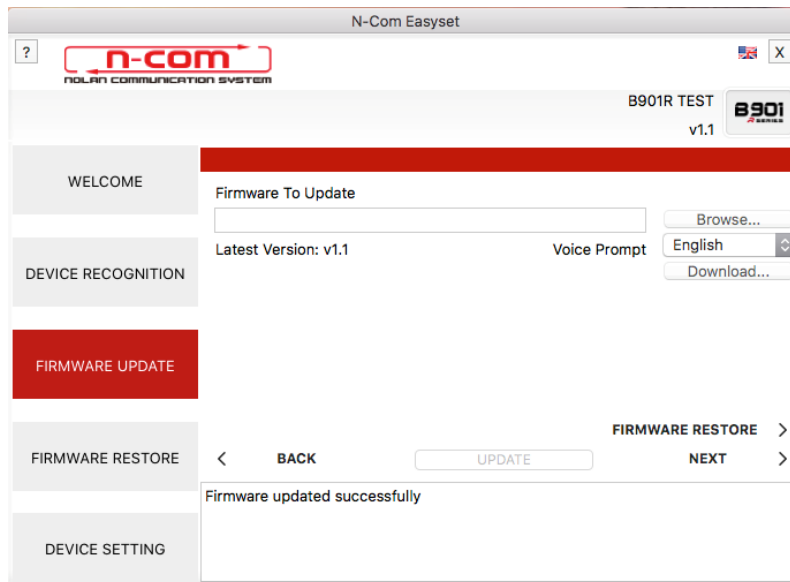 N-Com Easyset
?
n-com
NOLAN COMMUNICATION SYSTEM
X
B901R TEST
v1.1
B901
R SERIES
WELCOME
DEVICE RECOGNITION
FIRMWARE UPDATE
FIRMWARE RESTORE
DEVICE SETTING
Firmware To Update
Browse...
Latest Version: v1.1 Voice Prompt English
Download...
FIRMWARE RESTORE >
< BACK UPDATE NEXT >
Firmware updated successfully